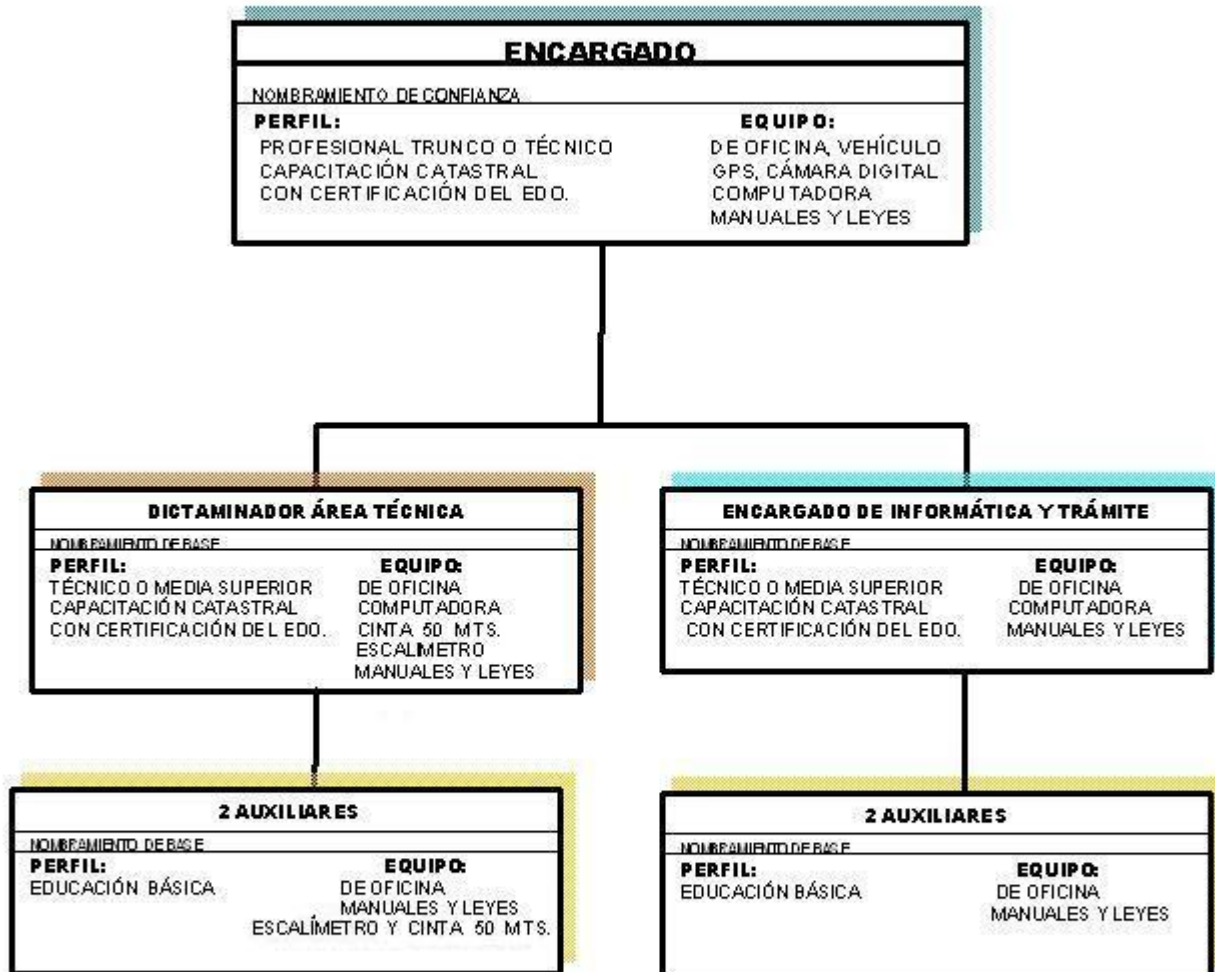 ENCARGADO
NOMBRAMIENTO DE CONFIANZA
PERFIL:
PROFESIONAL TRUNCO O TÉCNICO
CAPACITACIÓN CATASTRAL
CON CERTIFICACIÓN DEL EDO.
EQUIPO:
DE OFICINA, VEHÍCULO
GPS, CÁMARA DIGITAL
COMPUTADORA
MANUALES Y LEYES
DICTAMINADOR ÁREA TÉCNICA
NOMBRAMIENTO DE BASE
PERFIL:
TÉCNICO O MEDIA SUPERIOR
CAPACITACIÓN CATASTRAL
CON CERTIFICACIÓN DEL EDO.
EQUIPO:
DE OFICINA
COMPUTADORA
CINTA 50 MTS.
ESCALIMETRO
MANUALES Y LEYES
ENCARGADO DE INFORMÁTICA Y TRÁMITE
NOMBRAMIENTO DE BASE
PERFIL:
TÉCNICO O MEDIA SUPERIOR
CAPACITACIÓN CATASTRAL
CON CERTIFICACIÓN DEL EDO.
EQUIPO:
DE OFICINA
COMPUTADORA
MANUALES Y LEYES
2 AUXILIARES
NOMBRAMIENTO DE BASE
PERFIL:
EDUCACIÓN BÁSICA
EQUIPO:
DE OFICINA
MANUALES Y LEYES
ESCALÍMETRO Y CINTA 50 MTS.
2 AUXILIARES
NOMBRAMIENTO DE BASE
PERFIL:
EDUCACIÓN BÁSICA
EQUIPO:
DE OFICINA
MANUALES Y LEYES